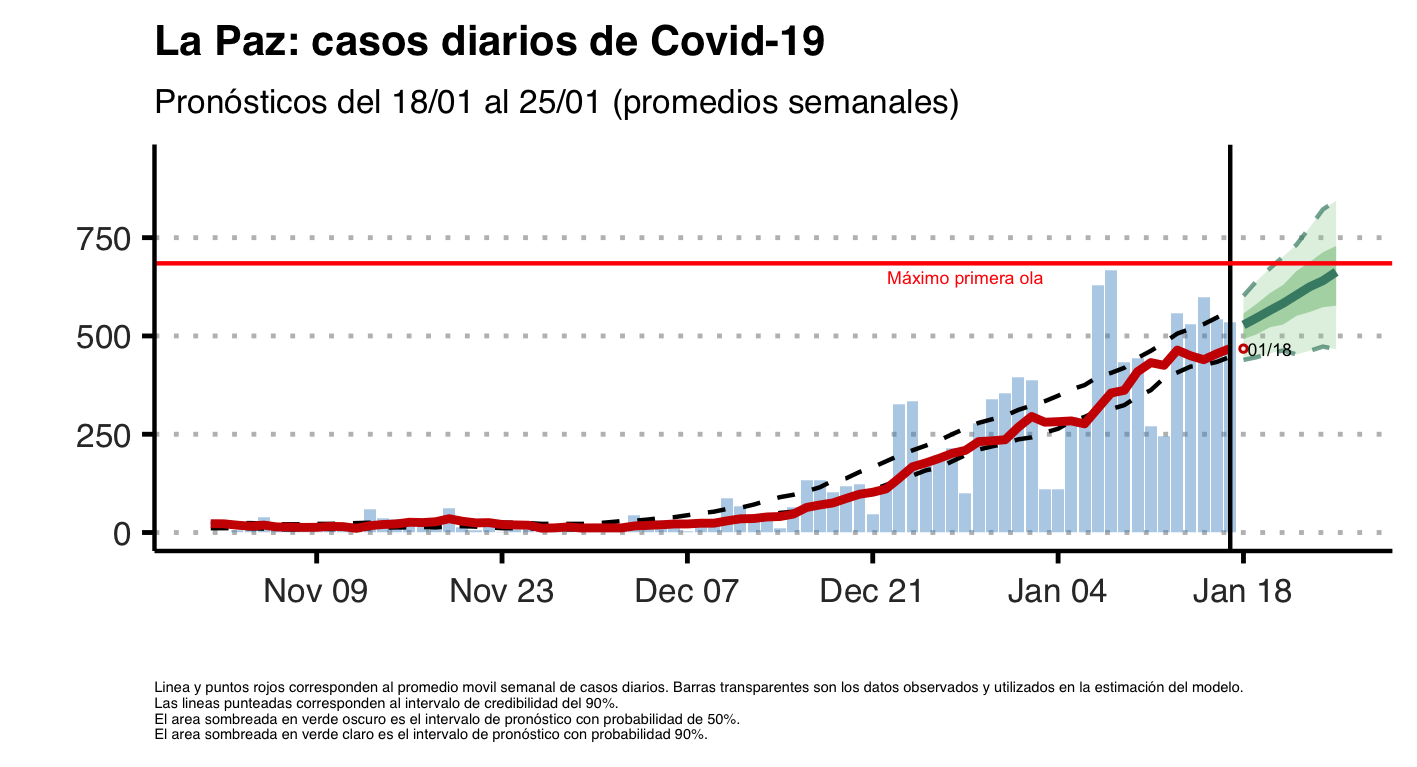 La Paz: casos diarios de Covid-19
Pronósticos del 18/01 al 25/01 (promedios semanales)
750
Máximo primera ola
500
01/18
250
0
Nov 09 Nov 23 Dec 07 Dec 21 Jan 04 Jan 18
Linea y puntos rojos corresponden al promedio movil semanal de casos diarios. Barras transparentes son los datos observados y utilizados en la estimación del modelo.
Las lineas punteadas corresponden al intervalo de credibilidad del 90%.
El area sombreada en verde oscuro es el intervalo de pronóstico con probabilidad de 50%.
El area sombreada en verde claro es el intervalo de pronóstico con probabilidad 90%.